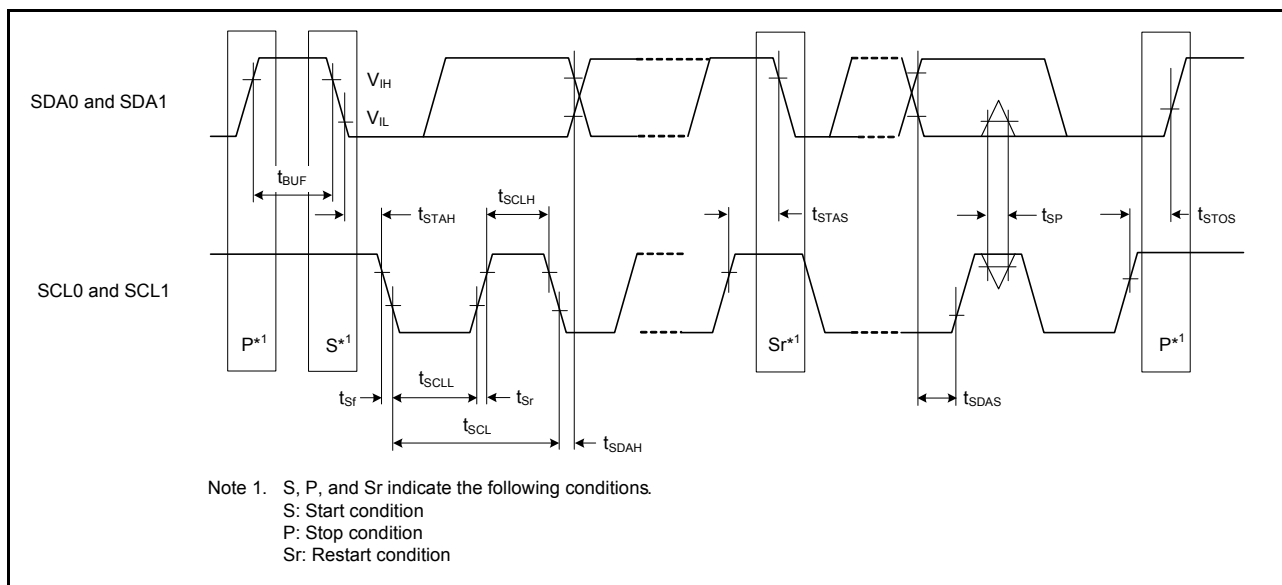 SDA0 and SDA1
VIH
VIL
tBUF
tSTAH
tSCLH
tSTAS
tSP
tSTOS
SCL0 and SCL1
P*1
S*1
Sr*1
P*1
tSf
tSCLL
tSr
tSCL
tSDAH
tSDAS
Note 1. S, P, and Sr indicate the following conditions.
S: Start condition
P: Stop condition
Sr: Restart condition